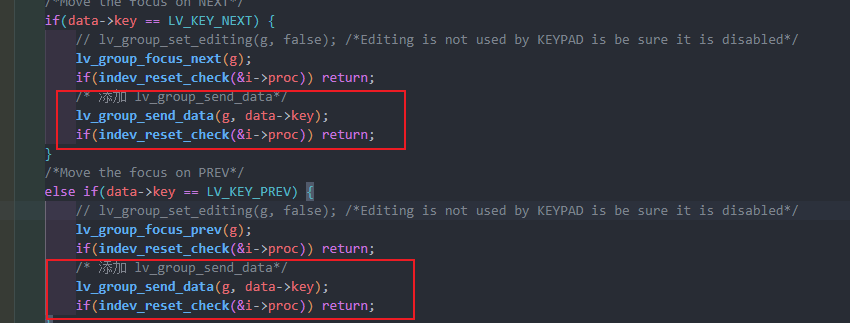 /*Move the focus on NEXT*/
if(data->key == LV_KEY_NEXT) {
// lv_group_set_editing(g, false); /*Editing is not used by KEYPAD is be sure it is disabled*/
lv_group_focus_next(g);
if(indev_reset_check(&i->proc)) return;
/* 添加 lv_group_send_data*/
lv_group_send_data(g, data->key);
if(indev_reset_check(&i->proc)) return;
}
/*Move the focus on PREV*/
else if(data->key == LV_KEY_PREV) {
// lv_group_set_editing(g, false); /*Editing is not used by KEYPAD is be sure it is disabled*/
lv_group_focus_prev(g);
if(indev_reset_check(&i->proc)) return;
/* 添加 lv_group_send_data*/
lv_group_send_data(g, data->key);
if(indev_reset_check(&i->proc)) return;
}